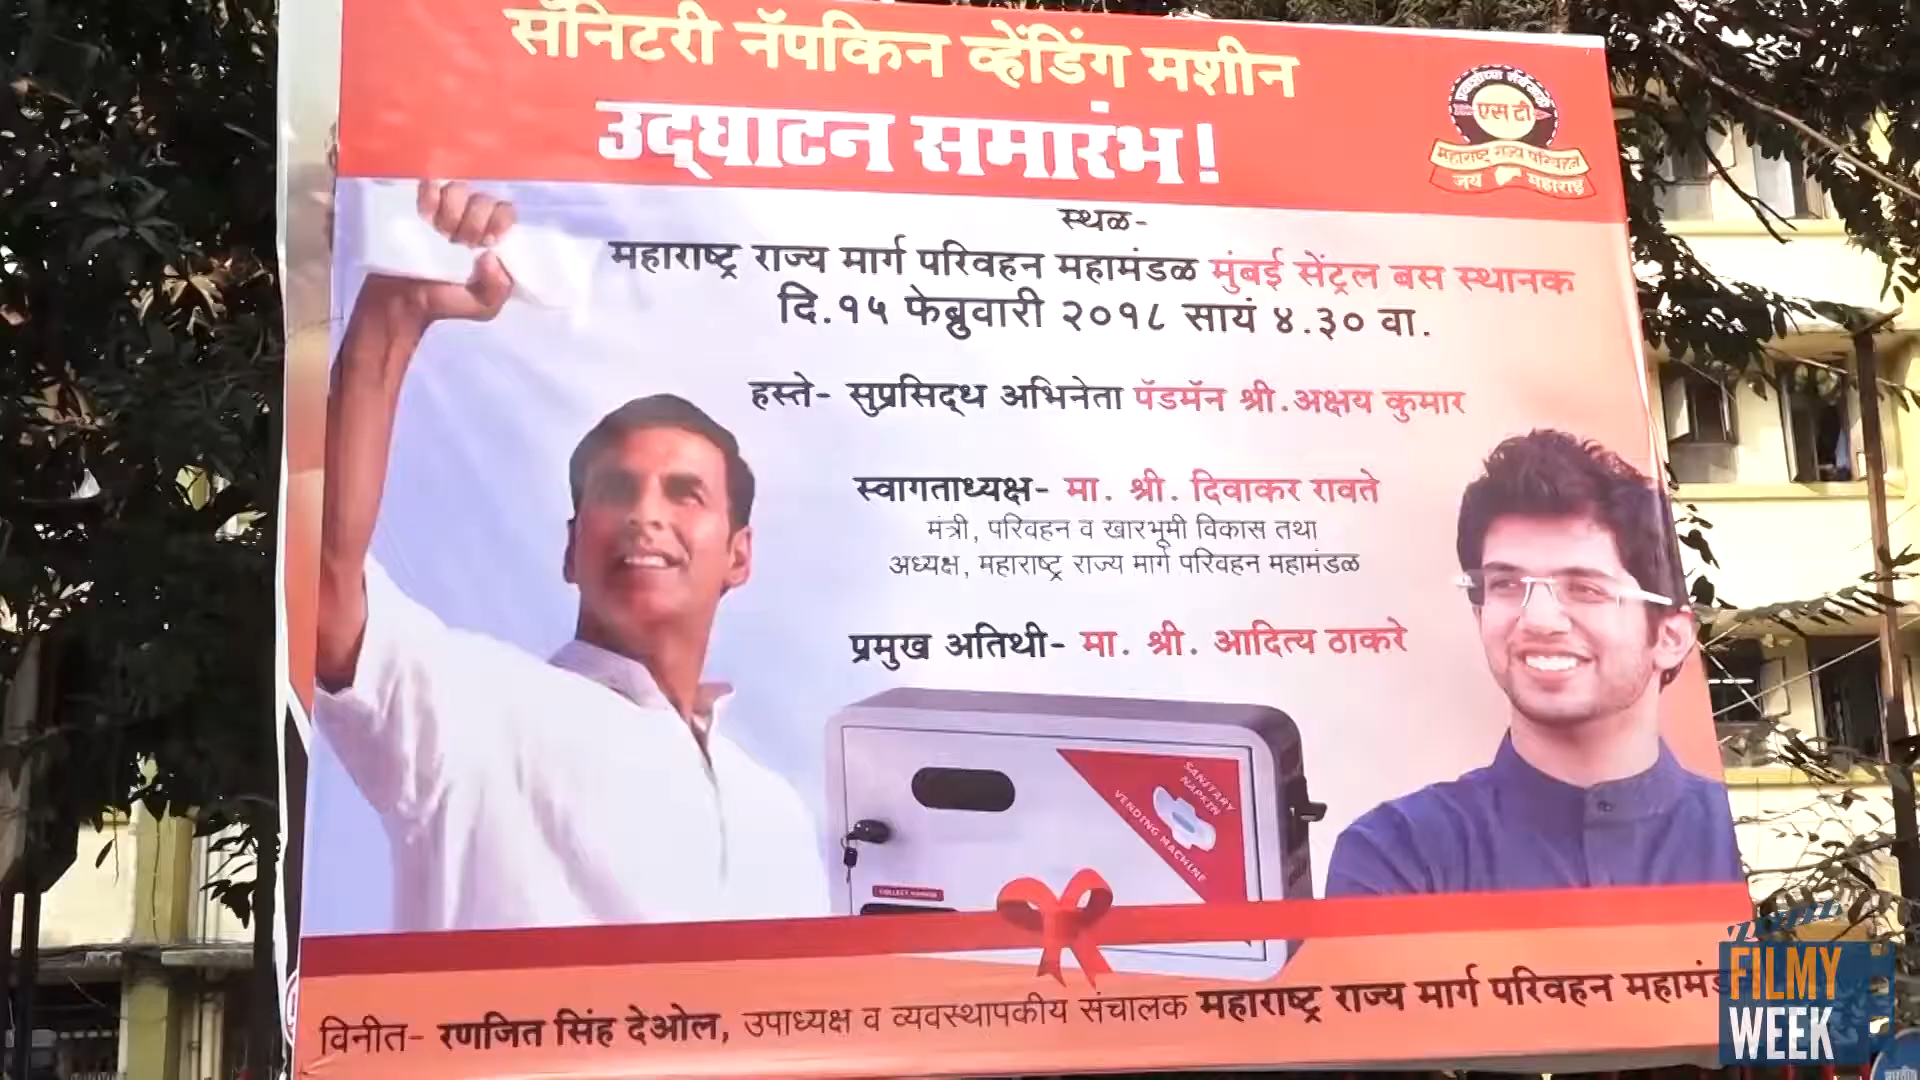 सॅनिटरी नॅपकिन व्हेंडिंग मशीन
उद्‌घाटन समारंभ!
एस टी
महाराष्ट्र राज्य परिवहन
जय महाराष्ट्र
स्थळ-
महाराष्ट्र राज्य मार्ग परिवहन महामंडळ मुंबई सेंट्रल बस स्थानक
दि.१५ फेब्रुवारी २०१८ सायं ४.३० वा.
हस्ते- सुप्रसिद्ध अभिनेता पॅडमॅन श्री.अक्षय कुमार
स्वागताध्यक्ष- मा. श्री. दिवाकर रावते
मंत्री, परिवहन व खारभूमी विकास तथा
अध्यक्ष, महाराष्ट्र राज्य मार्ग परिवहन महामंडळ
प्रमुख अतिथी- मा. श्री. आदित्य ठाकरे
SANITARY
NAPKIN
VENDING MACHINE
विनीत- रणजित सिंह देओल, उपाध्यक्ष व व्यवस्थापकीय संचालक महाराष्ट्र राज्य मार्ग परिवहन
FILMY
WEEK